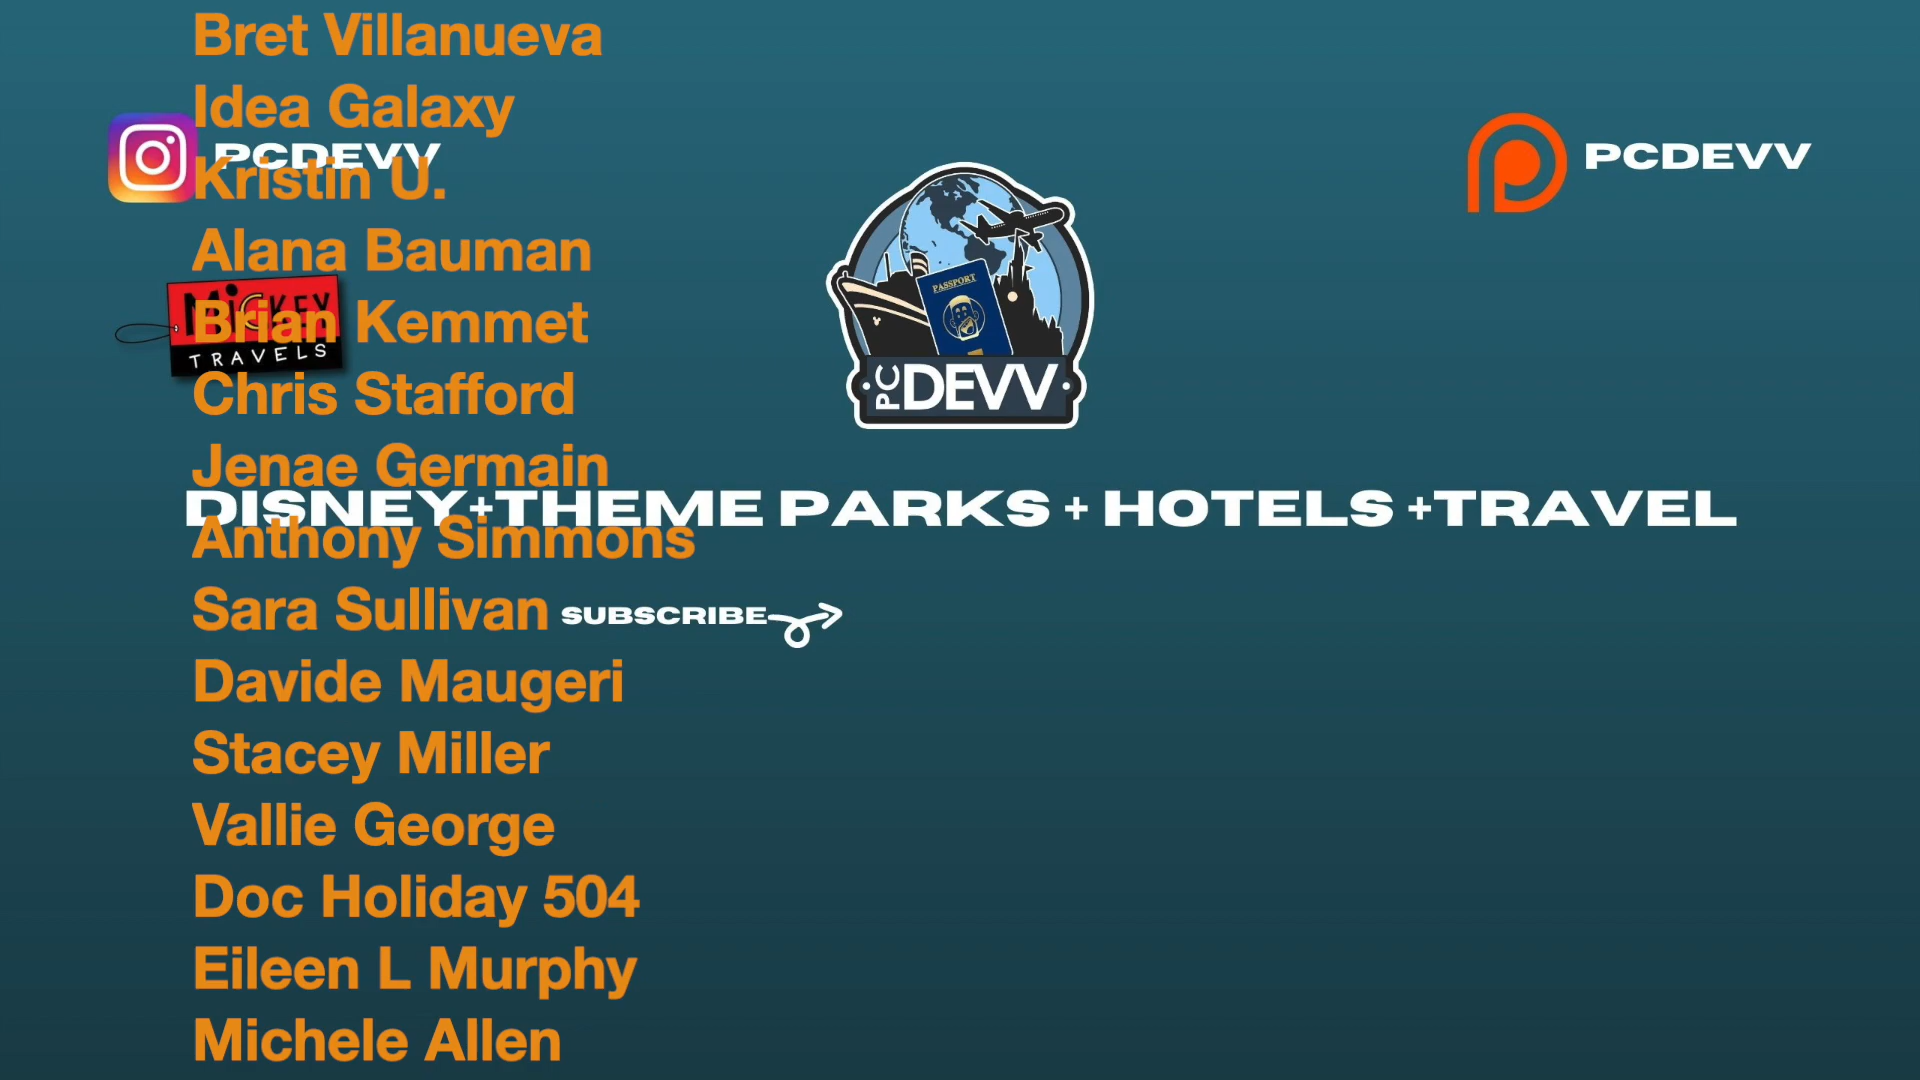 Bret Villanueva
Idea Galaxy
PCDEVV
PCDEVV
Kristin U.
Alana Bauman
PASSPORT
MiCKEY
Brian Kemmet
TRAVELS
PC DEVV
Chris Stafford
Jenae Germain
DISNEY+THEME PARKS + HOTELS +TRAVEL
Anthony Simmons
Sara Sullivan
SUBSCRIBE
Davide Maugeri
Stacey Miller
Vallie George
Doc Holiday 504
Eileen L Murphy
Michele Allen